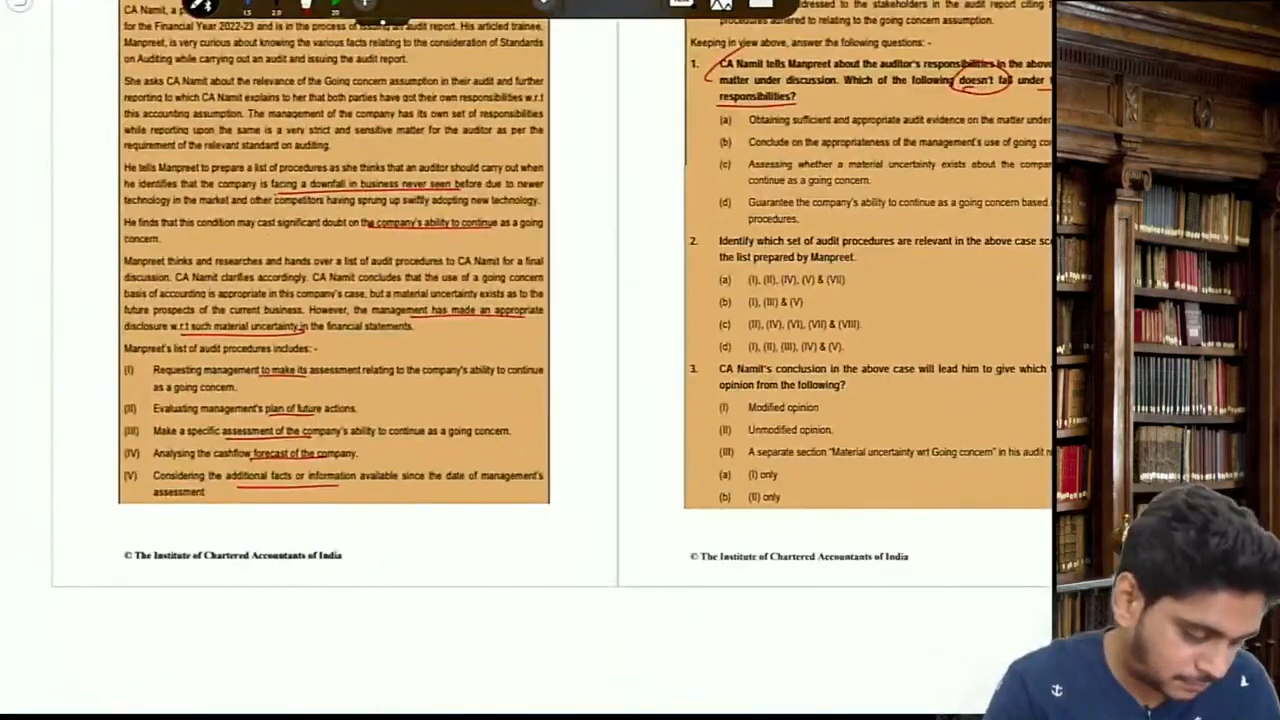 CA Namit, a p
for the Financial Year 2022-23 and is in the process of issuing an audit report. His articled trainee,
Manpreet, is very curious about knowing the various facts relating to the consideration of Standards
on Auditing while carrying out an audit and issuing the audit report.
She asks CA Namit about the relevance of the Going concern assumption in their audit and further
reporting to which CA Namit explains to her that both parties have got their own responsibilities w.r.t
this accounting assumption. The management of the company has its own set of responsibilities
while reporting upon the same is a very strict and sensitive matter for the auditor as per the
requirement of the relevant standard on auditing.
He tells Manpreet to prepare a list of procedures as she thinks that an auditor should carry out when
he identifies that the company is facing a downfall in business never seen before due to newer
technology in the market and other competitors having sprung up swiftly adopting new technology.
He finds that this condition may cast significant doubt on the company's ability to continue as a going
concern.
Manpreet thinks and researches and hands over a list of audit procedures to CA Namit for a final
discussion. CA Namit clarifies accordingly. CA Namit concludes that the use of a going concern
basis of accounting is appropriate in this company's case, but a material uncertainty exists as to the
future prospects of the current business. However, the management has made an appropriate
disclosure w.r.t such material uncertainty in the financial statements.
Manpreet's list of audit procedures includes: -
(I) Requesting management to make its assessment relating to the company's ability to continue
as a going concern.
(II) Evaluating management's plan of future actions.
(III) Make a specific assessment of the company's ability to continue as a going concern.
(IV) Analysing the cashflow forecast of the company.
(V) Considering the additional facts or information available since the date of management's
assessment
© The Institute of Chartered Accountants of India
dressed to the stakeholders in the audit report citing
procedures adhered to relating to the going concern assumption.
Keeping in view above, answer the following questions: -
1. CA Namit tells Manpreet about the auditor's responsibilities in the above
matter under discussion. Which of the following doesn't fall under
responsibilities?
(a) Obtaining sufficient and appropriate audit evidence on the matter under
(b) Conclude on the appropriateness of the management's use of going co
(c) Assessing whether a material uncertainty exists about the compan
continue as a going concern.
(d) Guarantee the company's ability to continue as a going concern based
procedures.
2. Identify which set of audit procedures are relevant in the above case sc
the list prepared by Manpreet.
(a) (I), (II), (IV), (V) & (VII)
(b) (I), (III) & (V)
(c) (II), (IV), (VI), (VII) & (VIII).
(d) (I), (II), (III), (IV) & (V).
3. CA Namit's conclusion in the above case will lead him to give which
opinion from the following?
(I) Modified opinion
(II) Unmodified opinion.
(III) A separate section "Material uncertainty wrt Going concern" in his audit r
(a) (I) only
(b) (II) only
© The Institute of Chartered Accountants of India